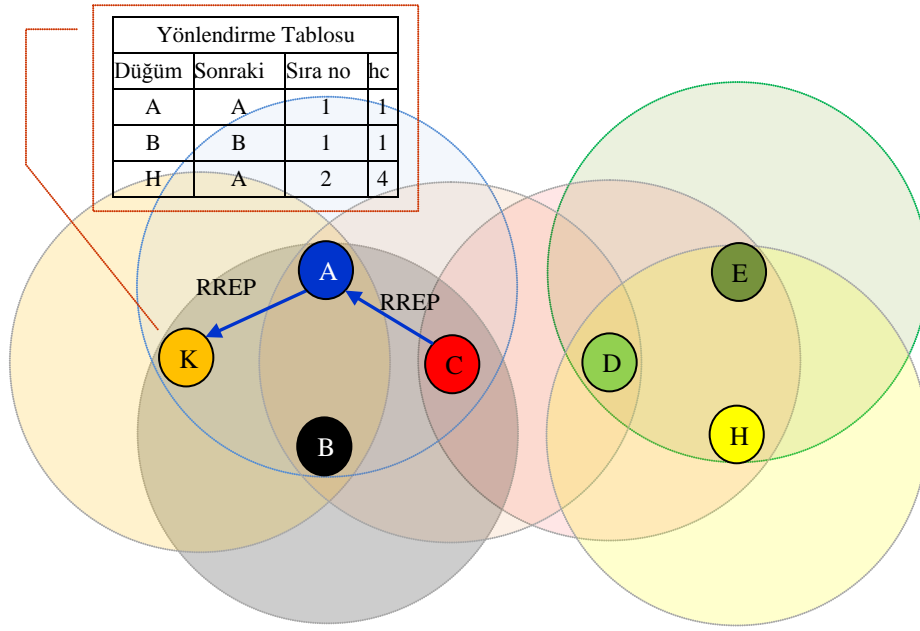 Yönlendirme Tablosu
Düğüm Sonraki Sıra no hc
A A 1 1
B B 1 1
H A 2 4
A
E
RREP
RREP
K
C
D
B
H